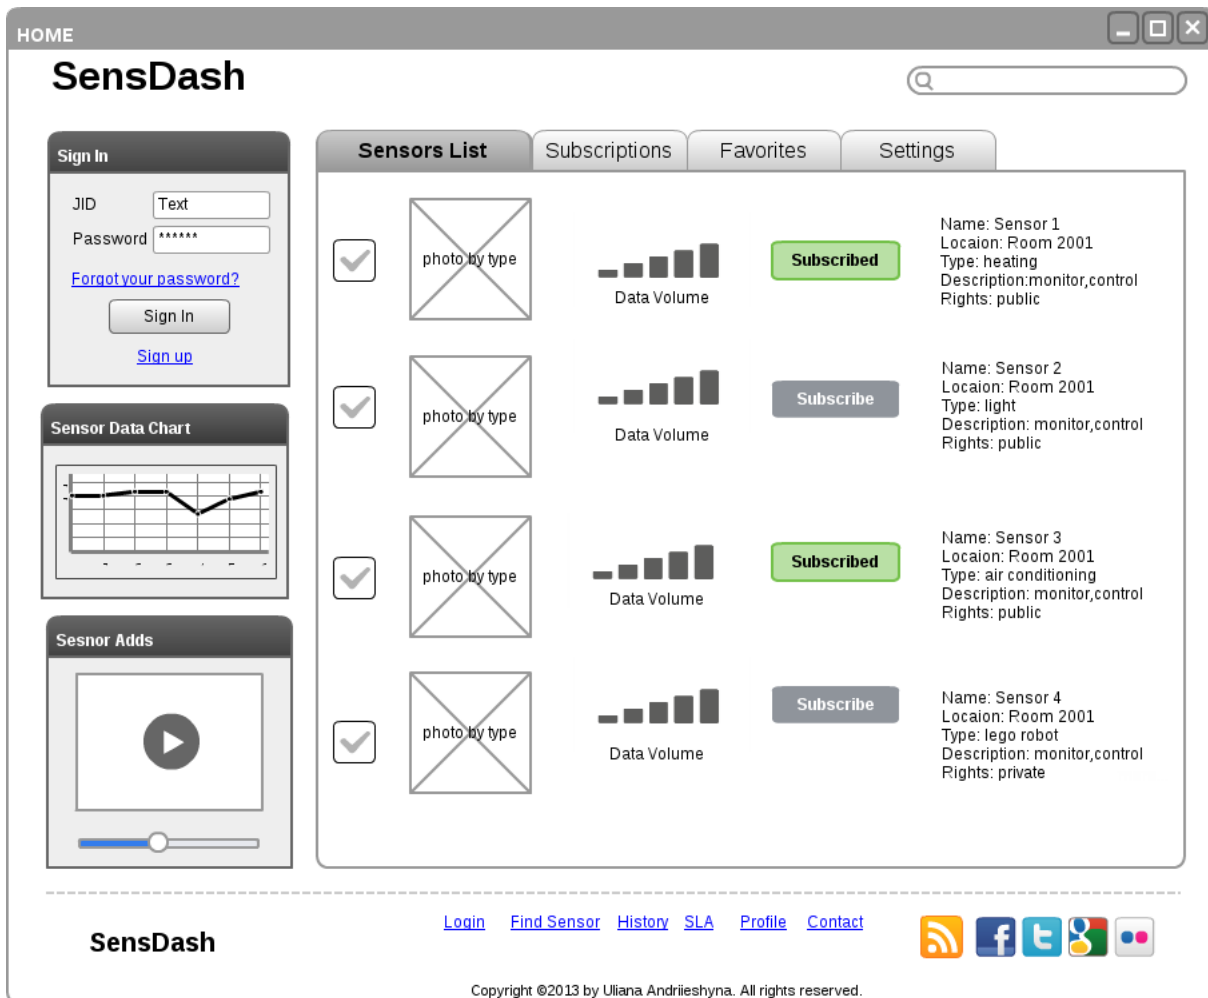 HOME
SensDash
Sign In
JID Text
Password ******
Forgot your password?
Sign In
Sign up
Sensor Data Chart
Sesnor Adds
Sensors List Subscriptions Favorites Settings
photo by type
Data Volume
Subscribed
Name: Sensor 1
Locaion: Room 2001
Type: heating
Description:monitor,control
Rights: public
photo by type
Data Volume
Subscribe
Name: Sensor 2
Locaion: Room 2001
Type: light
Description: monitor,control
Rights: public
photo by type
Data Volume
Subscribed
Name: Sensor 3
Locaion: Room 2001
Type: air conditioning
Description: monitor,control
Rights: public
photo by type
Data Volume
Subscribe
Name: Sensor 4
Locaion: Room 2001
Type: lego robot
Description: monitor,control
Rights: private
SensDash
Login Find Sensor History SLA Profile Contact
Copyright ©2013 by Uliana Andriieshyna. All rights reserved.